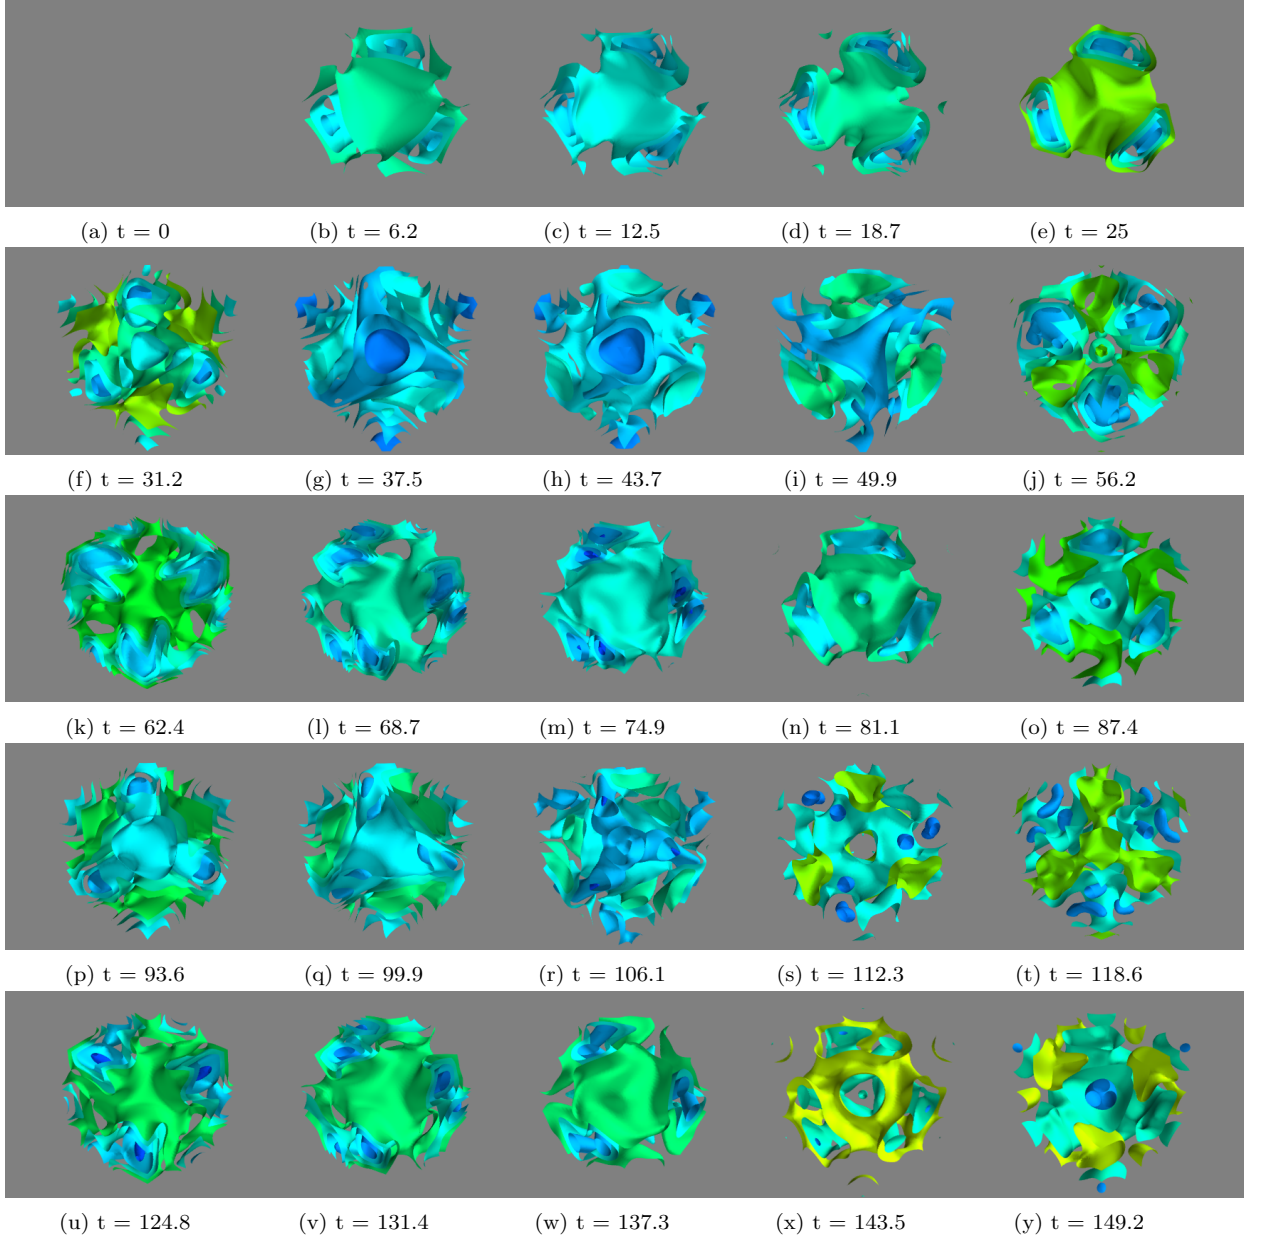 (a) t = 0 (b) t = 6.2 (c) t = 12.5 (d) t = 18.7 (e) t = 25
(f) t = 31.2 (g) t = 37.5 (h) t = 43.7 (i) t = 49.9 (j) t = 56.2
(k) t = 62.4 (l) t = 68.7 (m) t = 74.9 (n) t = 81.1 (o) t = 87.4
(p) t = 93.6 (q) t = 99.9 (r) t = 106.1 (s) t = 112.3 (t) t = 118.6
(u) t = 124.8 (v) t = 131.4 (w) t = 137.3 (x) t = 143.5 (y) t = 149.2